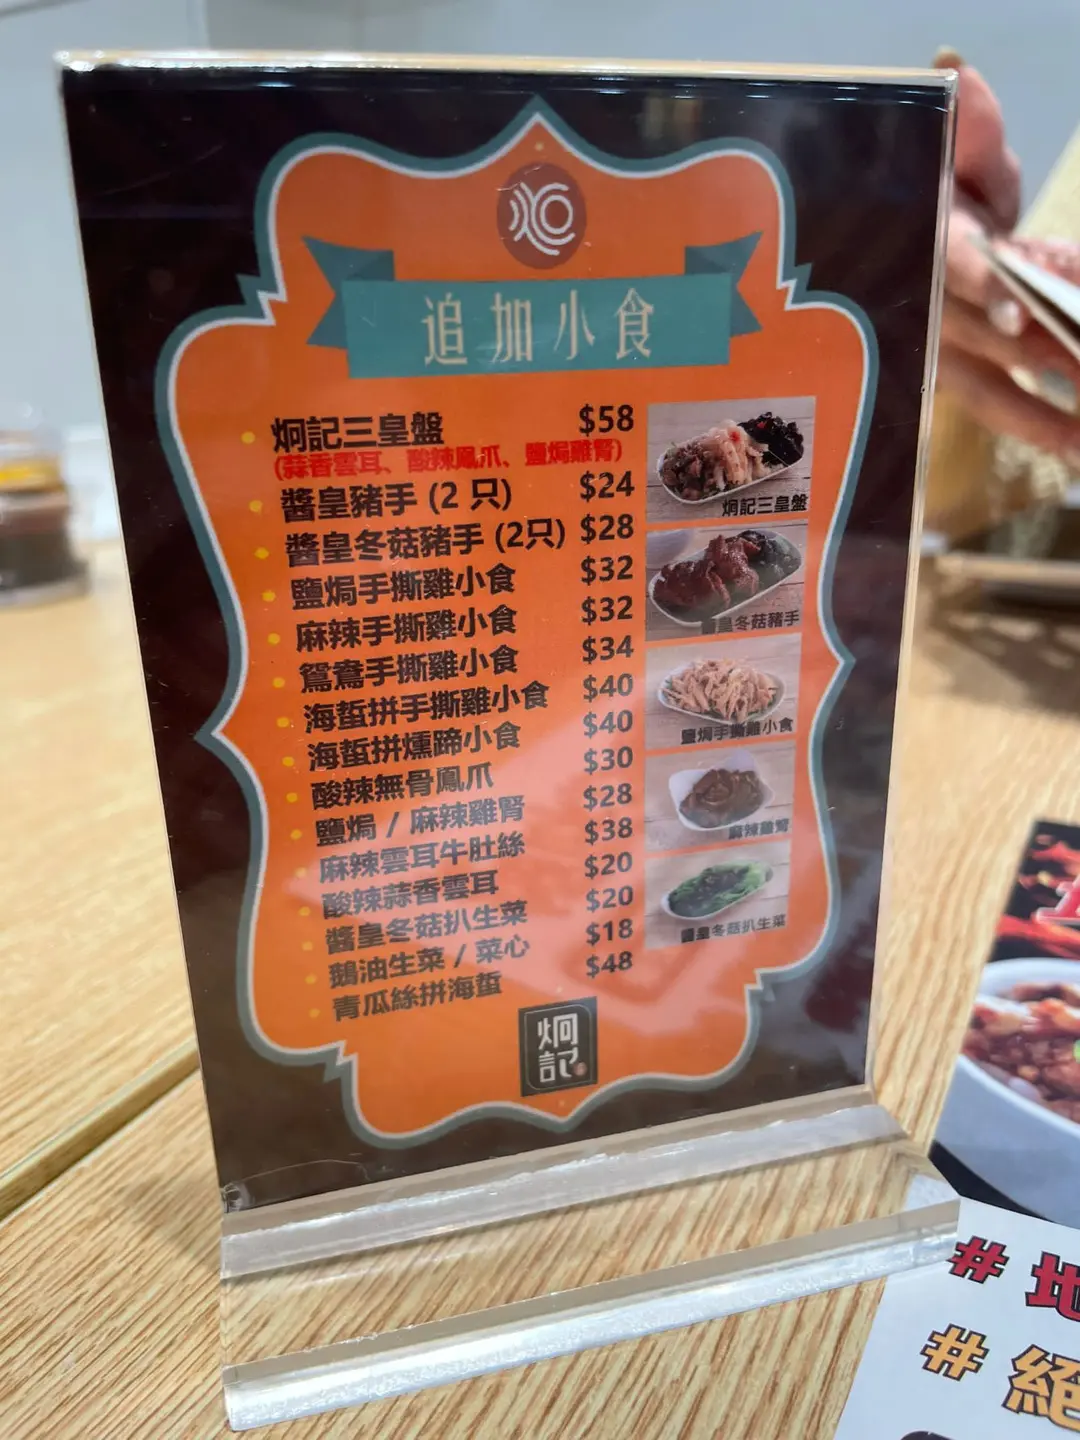 追加小食
炯記三皇盤 $58
(蒜香雲耳、酸辣鳳爪、鹽焗雞腎)
醬皇豬手 (2 只) $24
醬皇冬菇豬手 (2只) $28
鹽焗手撕雞小食 $32
麻辣手撕雞小食 $32
鴛鴦手撕雞小食 $34
海蜇拼手撕雞小食 $40
海蜇拼燻蹄小食 $40
酸辣無骨鳳爪 $30
鹽焗 / 麻辣雞腎 $28
麻辣雲耳牛肚絲 $38
酸辣蒜香雲耳 $20
醬皇冬菇扒生菜 $20
鵝油生菜 / 菜心 $18
青瓜絲拼海蜇 $48
炯記三皇盤
醬皇冬菇豬手
鹽焗手撕雞小食
麻辣雞腎
醬皇冬菇扒生菜
炯記
# 地
# 絕